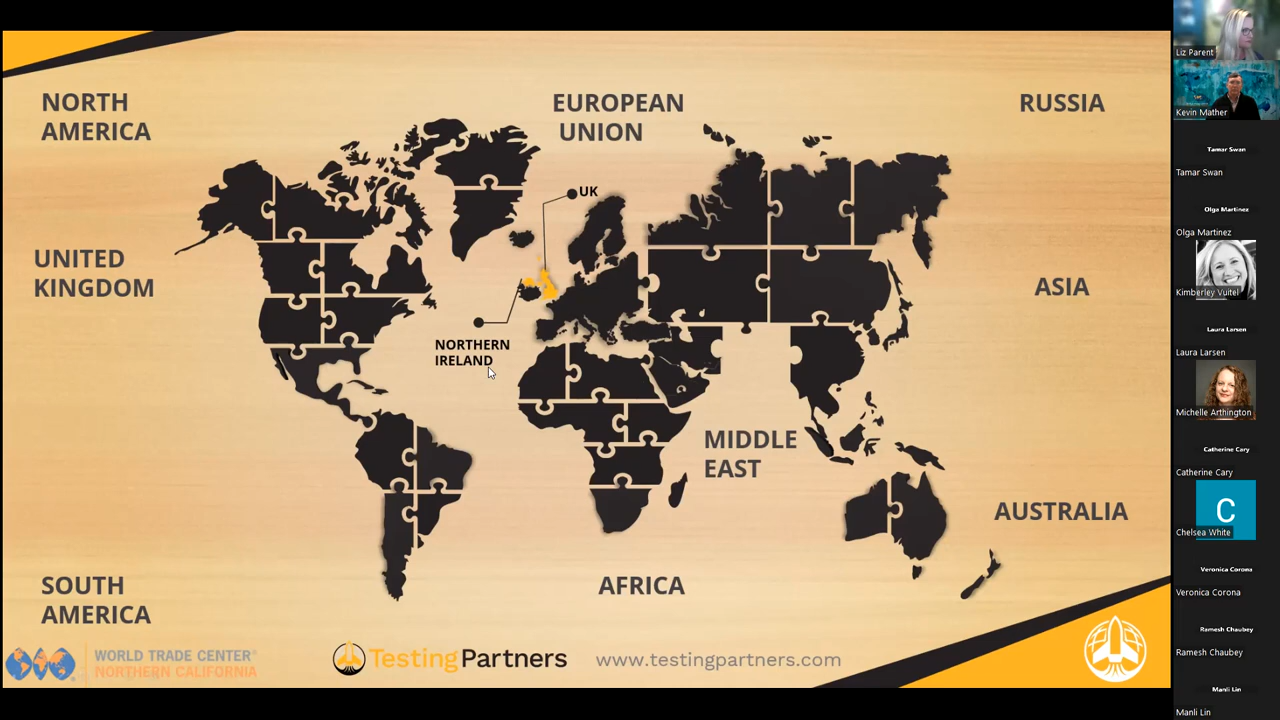 NORTH
AMERICA
EUROPEAN
UNION
RUSSIA
UK
UNITED
KINGDOM
ASIA
NORTHERN
IRELAND
MIDDLE
EAST
AUSTRALIA
SOUTH
AMERICA
AFRICA
WORLD TRADE CENTER®
NORTHERN CALIFORNIA
TestingPartners
www.testingpartners.com
Liz Parent
Kevin Mather
Tamar Swan
Tamar Swan
Olga Martinez
Olga Martinez
Kimberley Vuitel
Laura Larsen
Laura Larsen
Michelle Arthington
Catherine Cary
Catherine Cary
C
Chelsea White
Veronica Corona
Veronica Corona
Ramesh Chaubey
Ramesh Chaubey
Manli Lin
Manli Lin